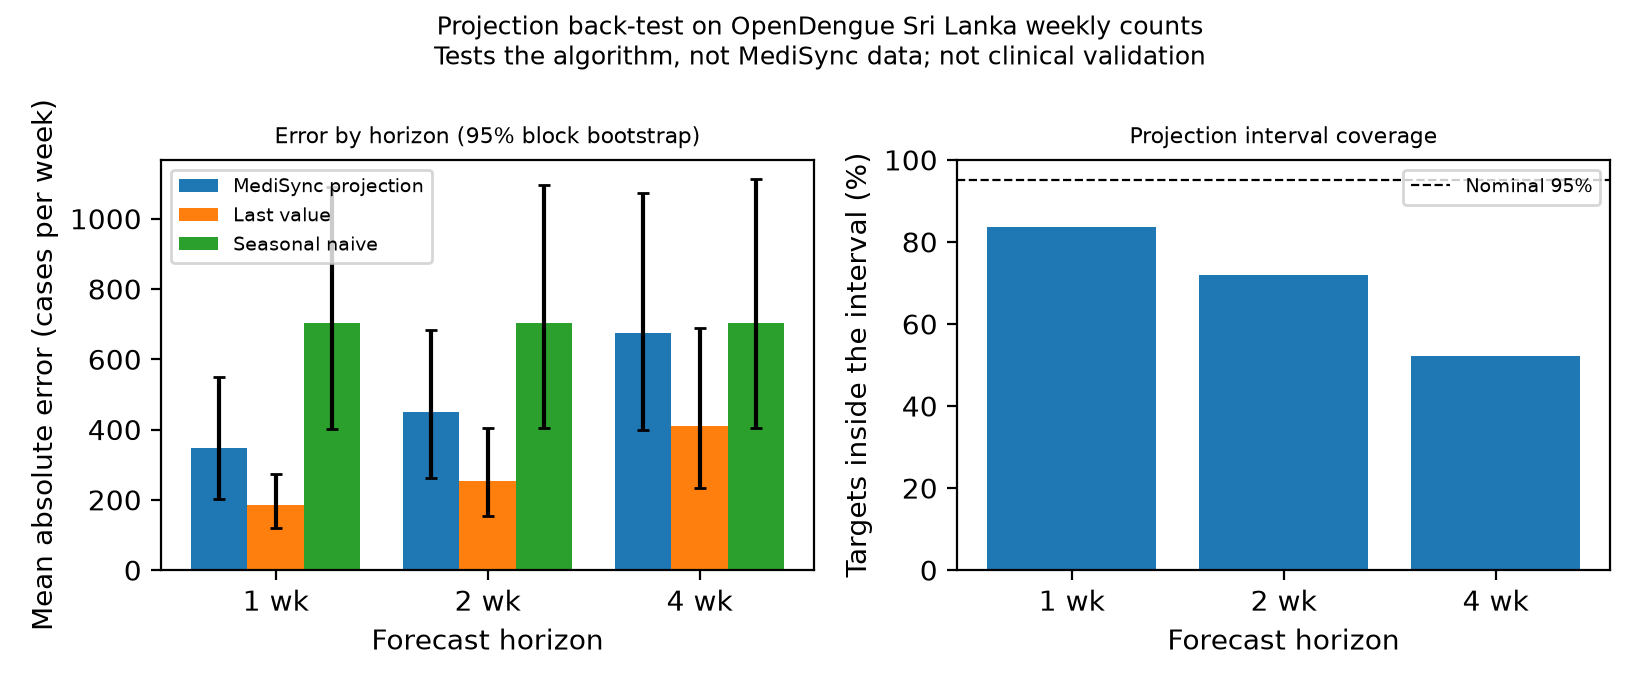 Projection back-test on OpenDengue Sri Lanka weekly counts
Tests the algorithm, not MediSync data; not clinical validation
Error by horizon (95% block bootstrap)
Mean absolute error (cases per week)
1000
800
600
400
200
0
MediSync projection
Last value
Seasonal naive
1 wk
2 wk
4 wk
Forecast horizon
Projection interval coverage
Targets inside the interval (%)
100
80
60
40
20
0
Nominal 95%
1 wk
2 wk
4 wk
Forecast horizon